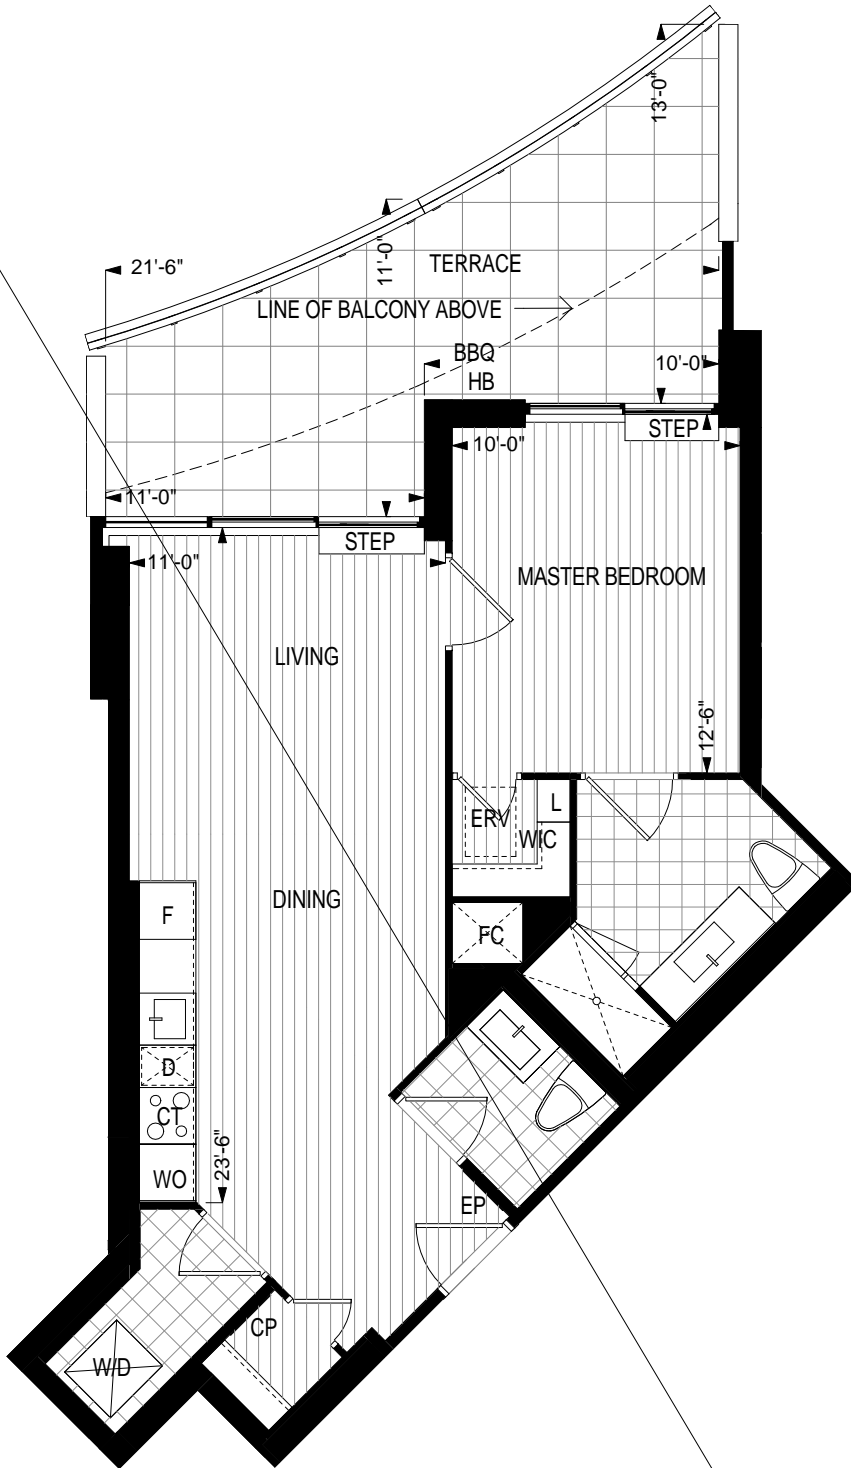 13'-0"
11'-0"
21'-6"
TERRACE
LINE OF BALCONY ABOVE
BBQ
HB
10'-0"
STEP
10'-0"
11'-0"
STEP
11'-0"
MASTER BEDROOM
LIVING
12'-6"
ERV
L
WIC
DINING
F
FC
D
CT
WO
23'-6"
EP
CP
W/D